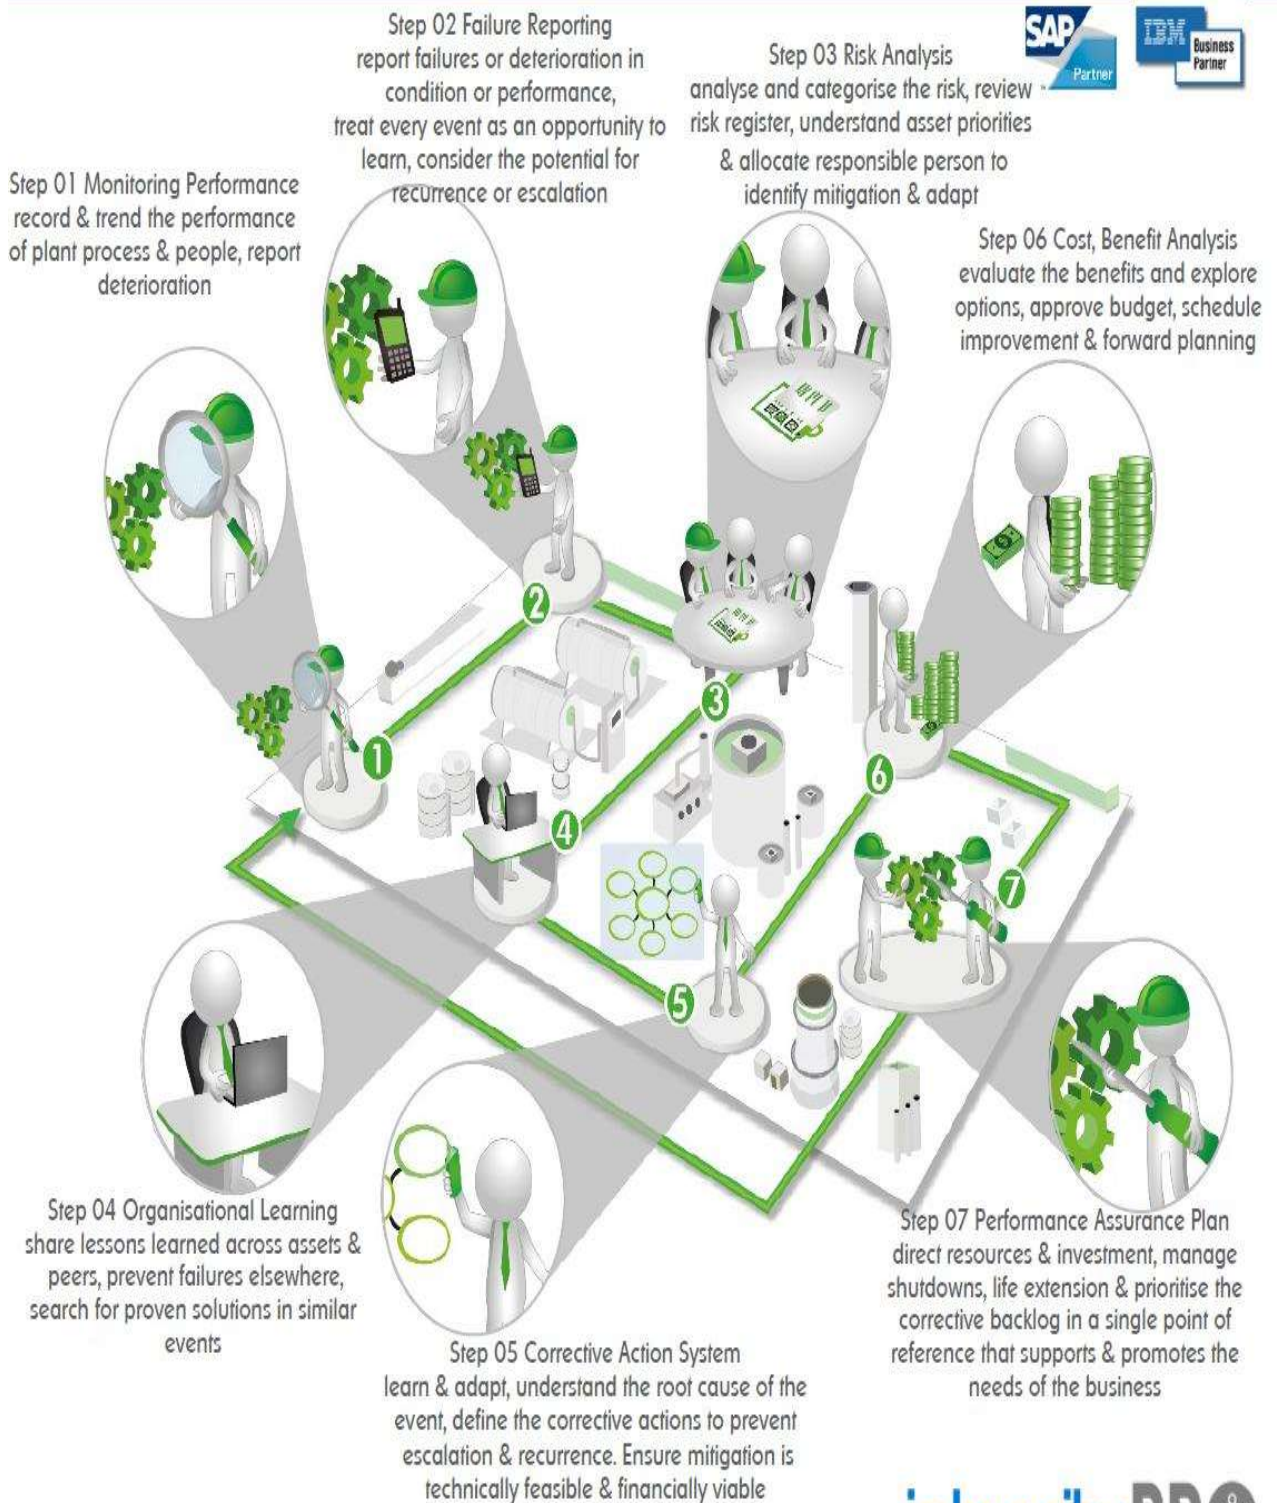 Step 02 Failure Reporting
report failures or deterioration in
condition or performance,
treat every event as an opportunity to
learn, consider the potential for
recurrence or escalation
Step 03 Risk Analysis
analyse and categorise the risk, review
risk register, understand asset priorities
& allocate responsible person to
identify mitigation & adapt
SAP
Partner
IBM
Business
Partner
Step 01 Monitoring Performance
record & trend the performance
of plant process & people, report
deterioration
Step 06 Cost, Benefit Analysis
evaluate the benefits and explore
options, approve budget, schedule
improvement & forward planning
2
3
1
6
4
7
5
Step 04 Organisational Learning
share lessons learned across assets &
peers, prevent failures elsewhere,
search for proven solutions in similar
events
Step 05 Corrective Action System
learn & adapt, understand the root cause of the
event, define the corrective actions to prevent
escalation & recurrence. Ensure mitigation is
technically feasible & financially viable
Step 07 Performance Assurance Plan
direct resources & investment, manage
shutdowns, life extension & prioritise the
corrective backlog in a single point of
reference that supports & promotes the
needs of the business